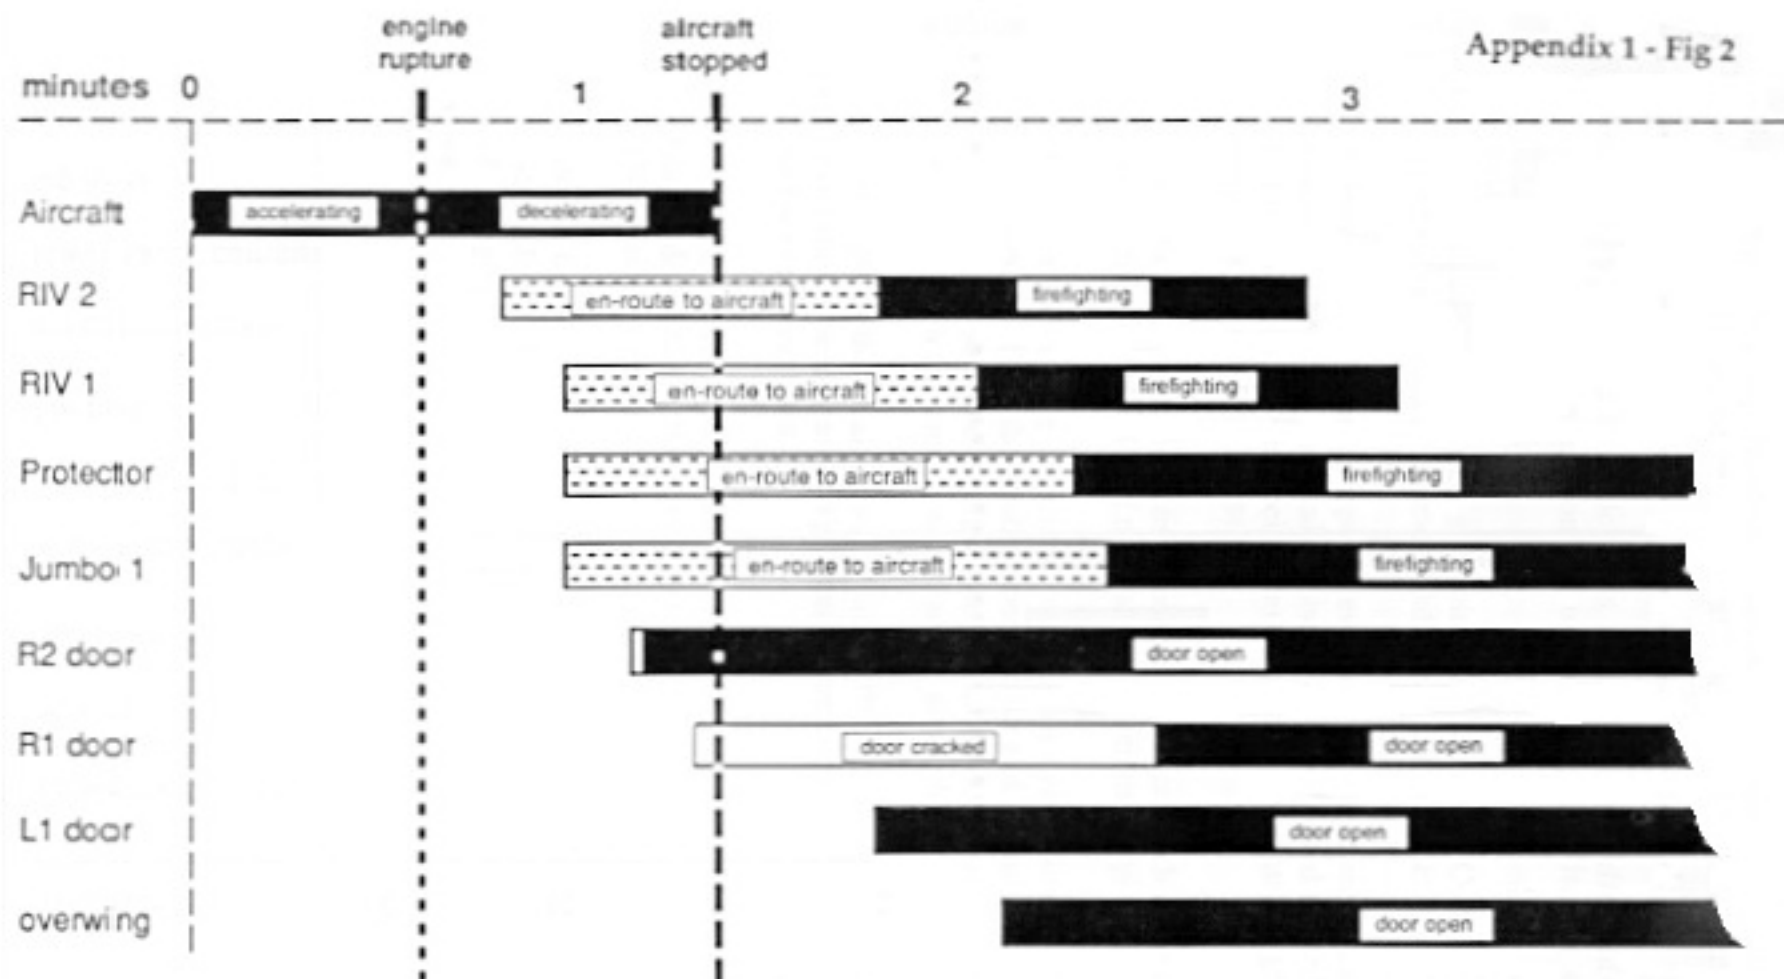 engine aircraft
rupture stopped
Appendix 1 - Fig 2
minutes 0 1 2 3
Aircraft accelerating decelerating
RIV 2 en-route to aircraft firefighting
RIV 1 en-route to aircraft firefighting
Protector en-route to aircraft firefighting
Jumbo 1 en-route to aircraft firefighting
R2 door door open
R1 door door cracked door open
L1 door door open
overwing door open